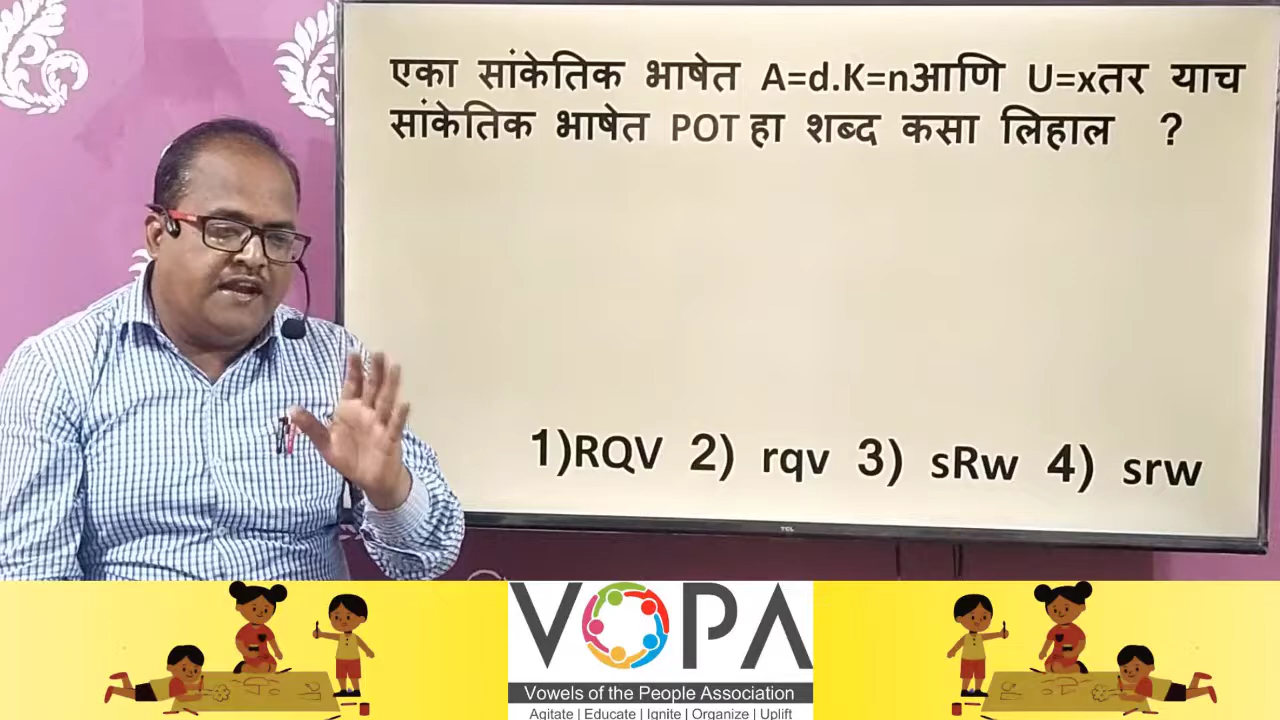 एका सांकेतिक भाषेत A=d.K=nआणि U=xतर याच
सांकेतिक भाषेत POT हा शब्द कसा लिहाल ?
1)RQV 2) rqv 3) sRw 4) srw
TCL
VOPA
Vowels of the People Association
Agitate | Educate | Ignite | Organize | Uplift